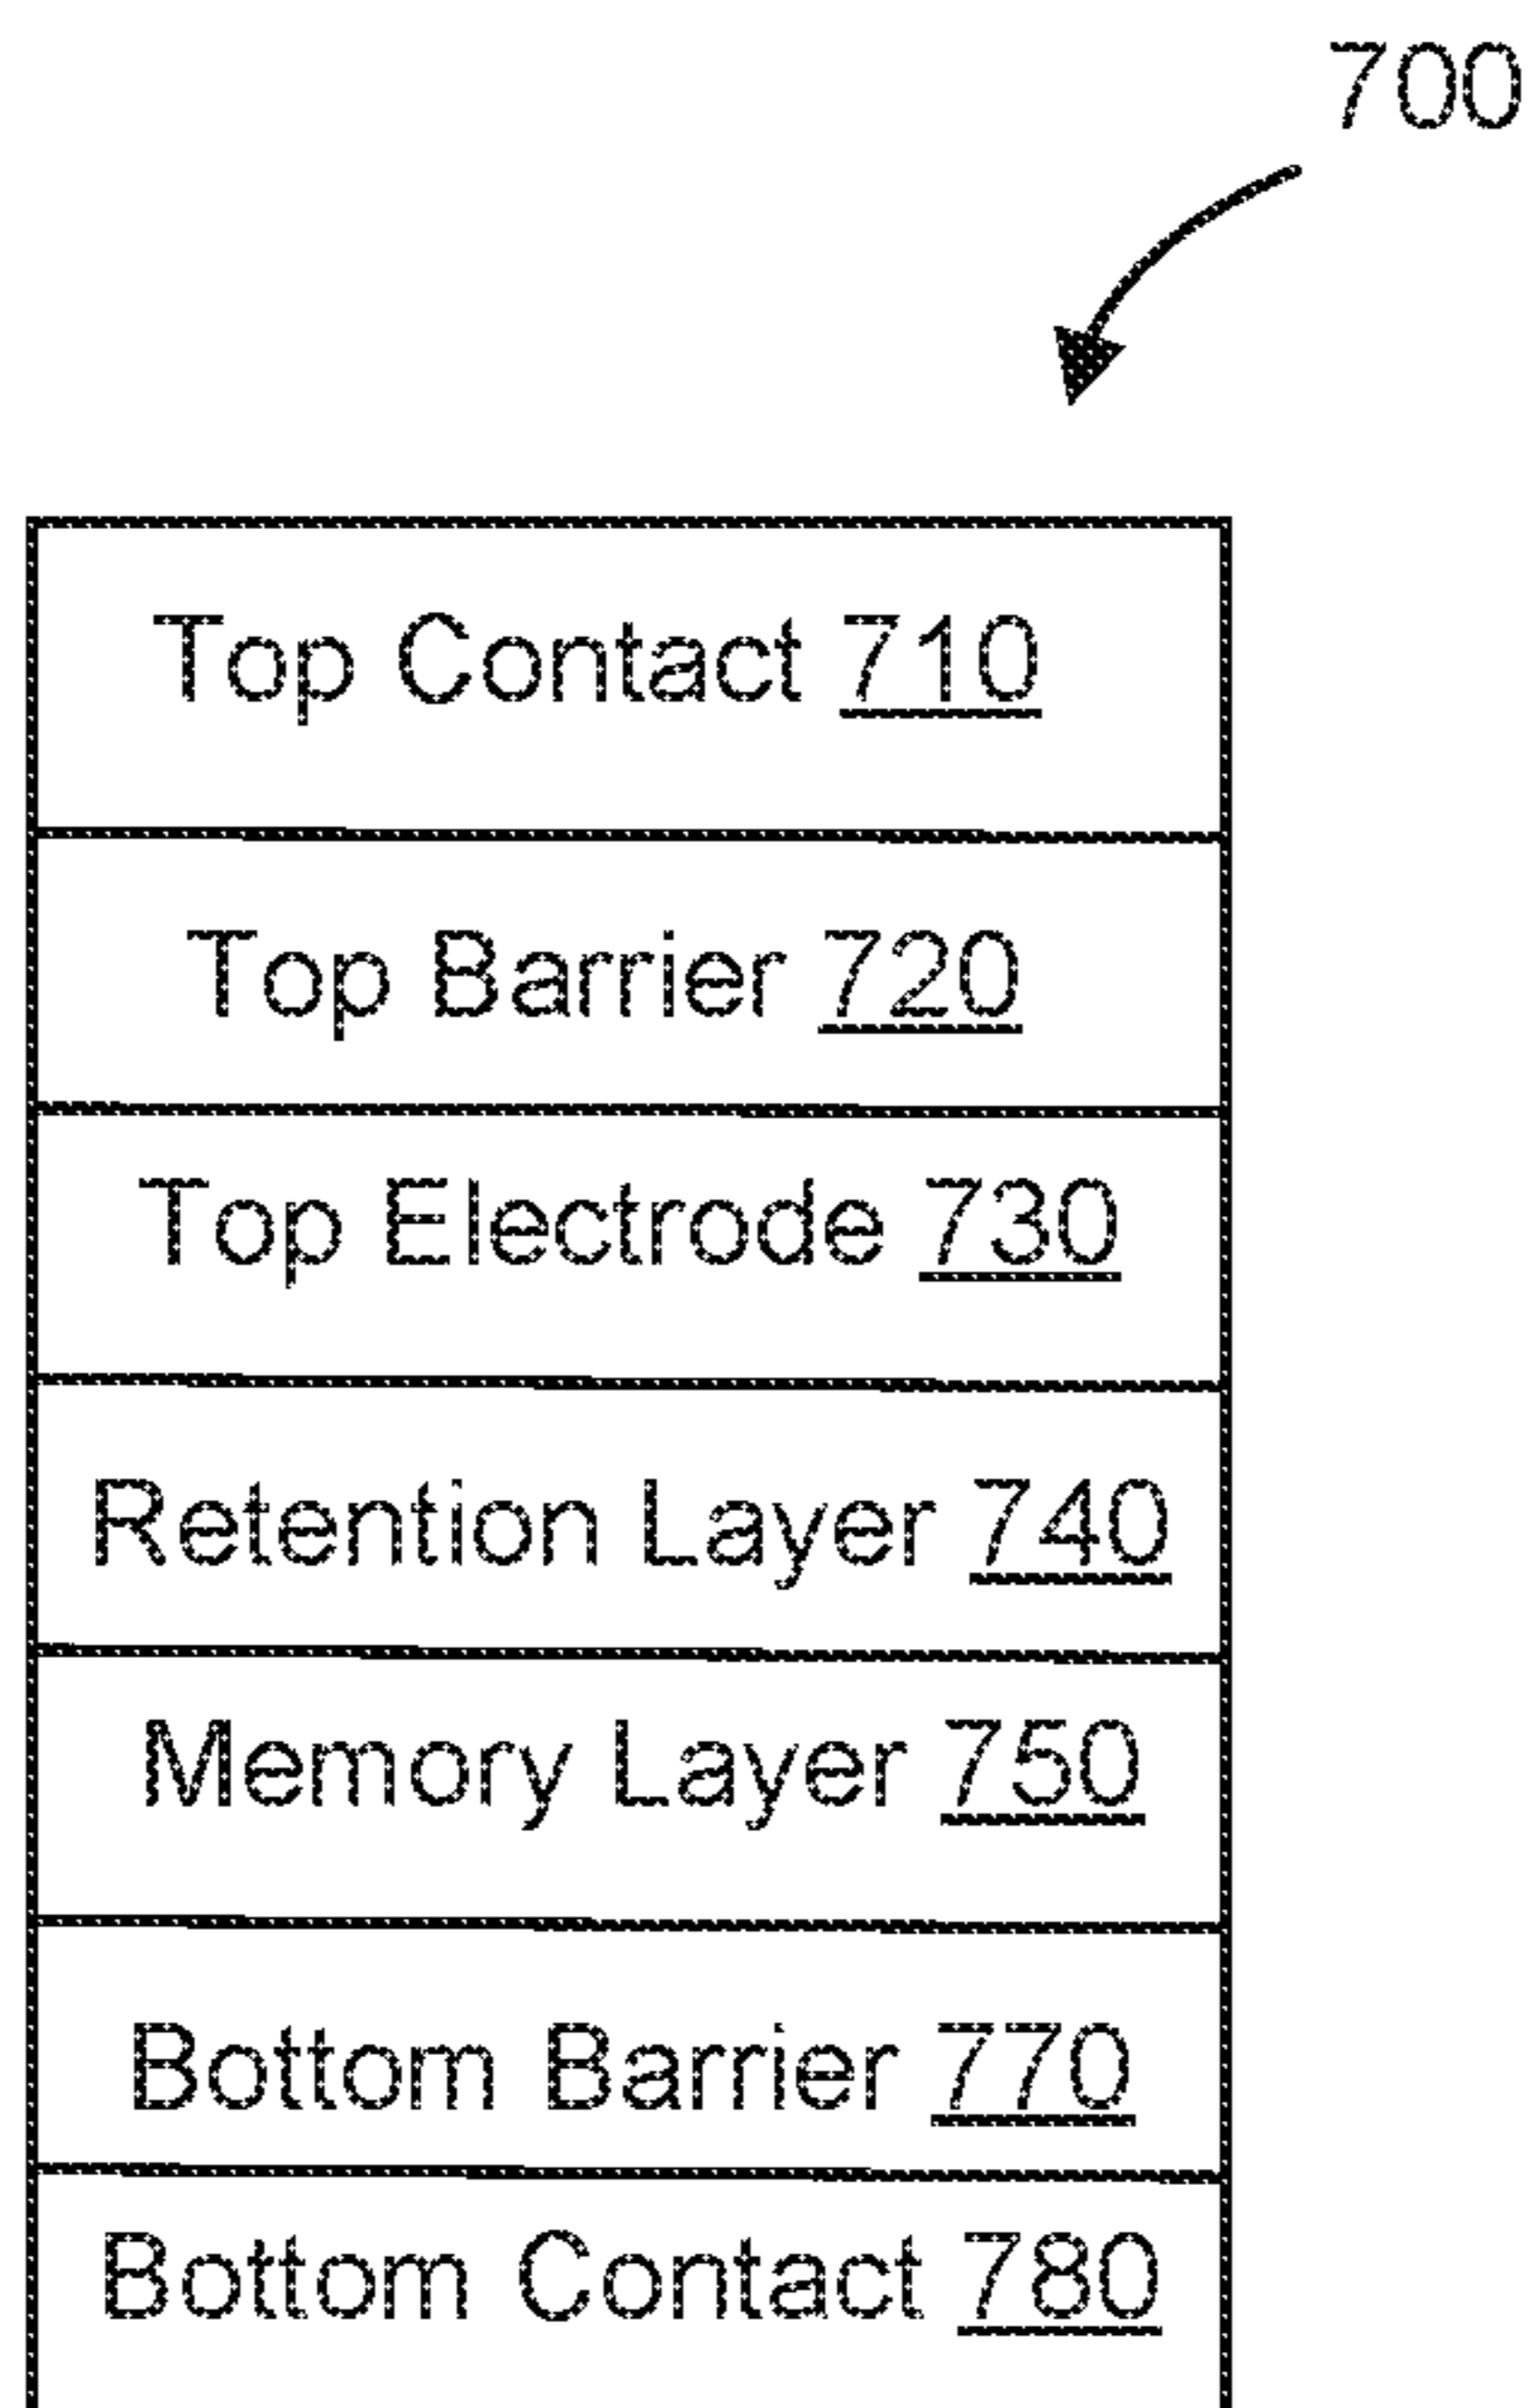 700
Top Contact 710
Top Barrier 720
Top Electrode 730
Retention Layer 740
Memory Layer 750
Bottom Barrier 770
Bottom Contact 780